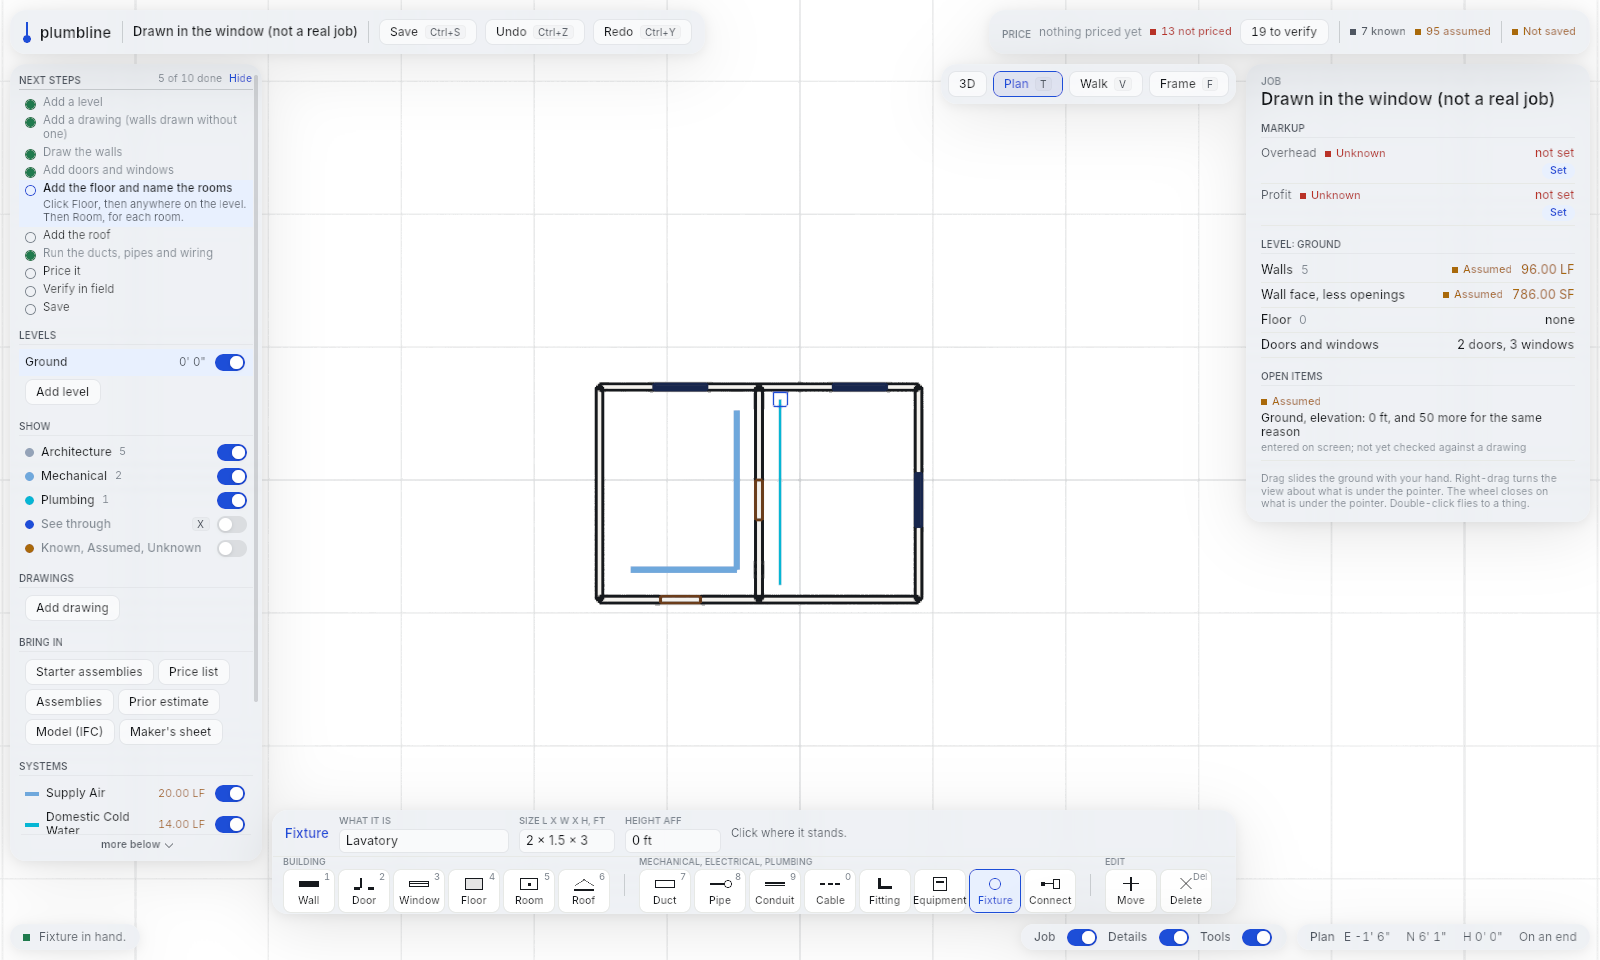 plumbline
Drawn in the window (not a real job)
Save Ctrl+S
Undo Ctrl+Z
Redo Ctrl+Y
PRICE nothing priced yet 13 not priced 19 to verify 7 known 95 assumed Not saved
3D
Plan T
Walk V
Frame F
NEXT STEPS 5 of 10 done Hide
Add a level
Add a drawing (walls drawn without
one)
Draw the walls
Add doors and windows
Add the floor and name the rooms
Click Floor, then anywhere on the level.
Then Room, for each room.
Add the roof
Run the ducts, pipes and wiring
Price it
Verify in field
Save
LEVELS
Ground 0' 0"
Add level
SHOW
Architecture 5
Mechanical 2
Plumbing 1
See through X
Known, Assumed, Unknown
DRAWINGS
Add drawing
BRING IN
Starter assemblies Price list
Assemblies Prior estimate
Model (IFC) Maker's sheet
SYSTEMS
Supply Air 20.00 LF
Domestic Cold
Water 14.00 LF
more below
JOB
Drawn in the window (not a real job)
MARKUP
Overhead Unknown not set
Set
Profit Unknown not set
Set
LEVEL: GROUND
Walls 5 Assumed 96.00 LF
Wall face, less openings Assumed 786.00 SF
Floor 0 none
Doors and windows 2 doors, 3 windows
OPEN ITEMS
Assumed
Ground, elevation: 0 ft, and 50 more for the same
reason
entered on screen; not yet checked against a drawing
Drag slides the ground with your hand. Right-drag turns the
view about what is under the pointer. The wheel closes on
what is under the pointer. Double-click flies to a thing.
Fixture
WHAT IT IS
Lavatory
SIZE L X W X H, FT
2 × 1.5 × 3
HEIGHT AFF
0 ft
Click where it stands.
BUILDING
Wall 1
Door 2
Window 3
Floor 4
Room 5
Roof 6
MECHANICAL, ELECTRICAL, PLUMBING
Duct 7
Pipe 8
Conduit 9
Cable 0
Fitting
Equipment
Fixture
Connect
EDIT
Move
Delete Del
Fixture in hand.
Job Details Tools
Plan E -1' 6" N 6' 1" H 0' 0" On an end